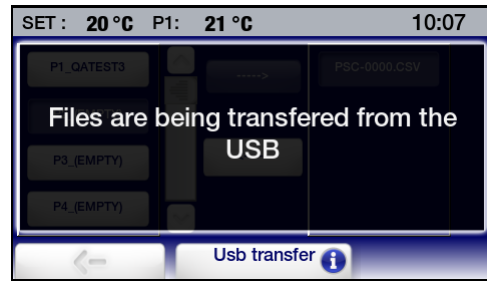 SET : 20 °C P1: 21 °C 10:07
P1_QATEST3 -----> PSC-0000.CSV
Files are being transfered from the
USB
P3_(EMPTY)
P4_(EMPTY)
Usb transfer